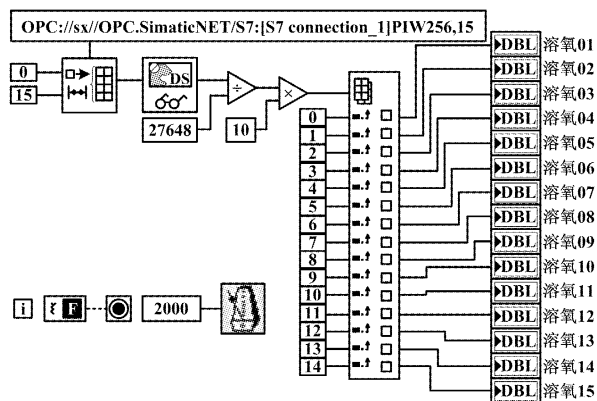 OPC://sx//OPC.SimaticNET/S7:[S7 connection_1]PIW256,15
0
15
DS
27648
÷
10
×
0
1
2
3
4
5
6
7
8
9
10
11
12
13
14
DBL 溶氧01
DBL 溶氧02
DBL 溶氧03
DBL 溶氧04
DBL 溶氧05
DBL 溶氧06
DBL 溶氧07
DBL 溶氧08
DBL 溶氧09
DBL 溶氧10
DBL 溶氧11
DBL 溶氧12
DBL 溶氧13
DBL 溶氧14
DBL 溶氧15
i
F
2000